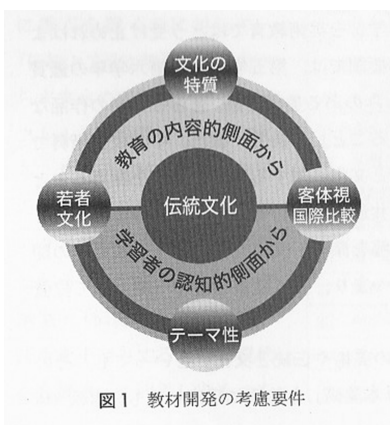 文化の
特質
教育の内容的側面から
若者
文化
伝統文化
客体視
国際比較
学習者の認知的側面から
テーマ性
図1 教材開発の考慮要件